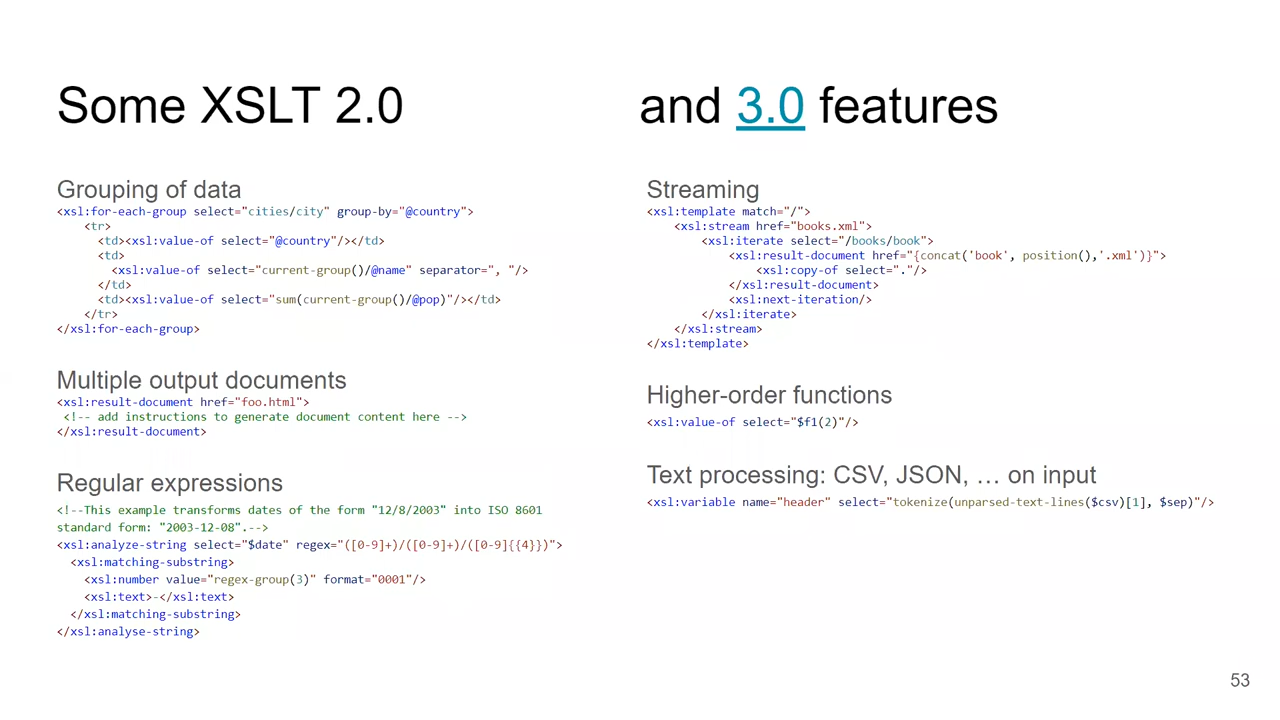 Some XSLT 2.0
Grouping of data
<xsl:for-each-group select="cities/city" group-by="@country">
    <tr>
      <td><xsl:value-of select="@country"/></td>
      <td>
        <xsl:value-of select="current-group()/@name" separator=", "/>
      </td>
      <td><xsl:value-of select="sum(current-group()/@pop)"/></td>
    </tr>
</xsl:for-each-group>
Multiple output documents
<xsl:result-document href="foo.html">
 <!-- add instructions to generate document content here -->
</xsl:result-document>
Regular expressions
<!--This example transforms dates of the form "12/8/2003" into ISO 8601
standard form: "2003-12-08".-->
<xsl:analyze-string select="$date" regex="([0-9]+)/([0-9]+)/([0-9]{{4}})">
  <xsl:matching-substring>
    <xsl:number value="regex-group(3)" format="0001"/>
    <xsl:text>-</xsl:text>
  </xsl:matching-substring>
</xsl:analyse-string>
and 3.0 features
Streaming
<xsl:template match="/">
    <xsl:stream href="books.xml">
        <xsl:iterate select="/books/book">
            <xsl:result-document href="{concat('book', position(),'.xml')}">
                <xsl:copy-of select="."/>
            </xsl:result-document>
            <xsl:next-iteration/>
        </xsl:iterate>
    </xsl:stream>
</xsl:template>
Higher-order functions
<xsl:value-of select="$f1(2)"/>
Text processing: CSV, JSON, … on input
<xsl:variable name="header" select="tokenize(unparsed-text-lines($csv)[1], $sep)"/>
53